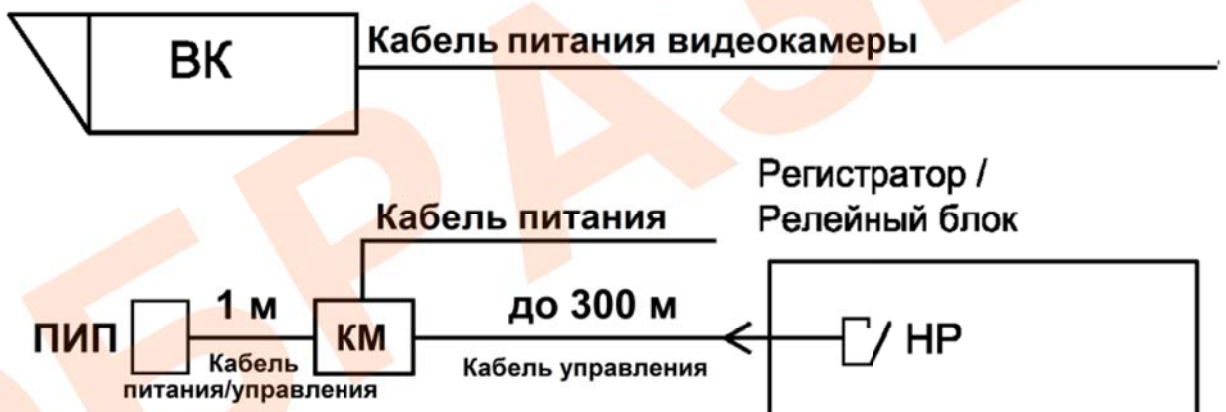 ВК
Кабель питания видеокамеры
Регистратор /
Релейный блок
Кабель питания
1 м
до 300 м
ПИП
КМ
НР
Кабель
питания/управления
Кабель управления